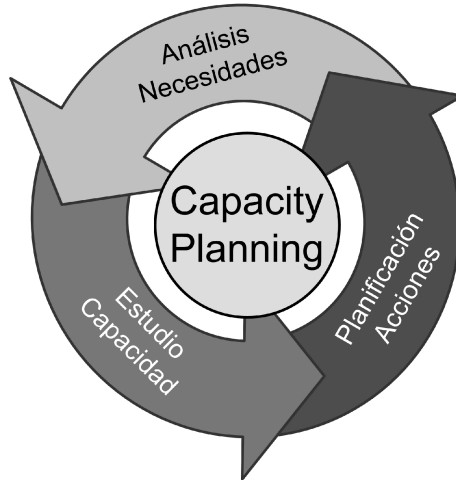 Análisis
Necesidades
Capacity
Planning
Estudio
Capacidad
Planificación
Acciones